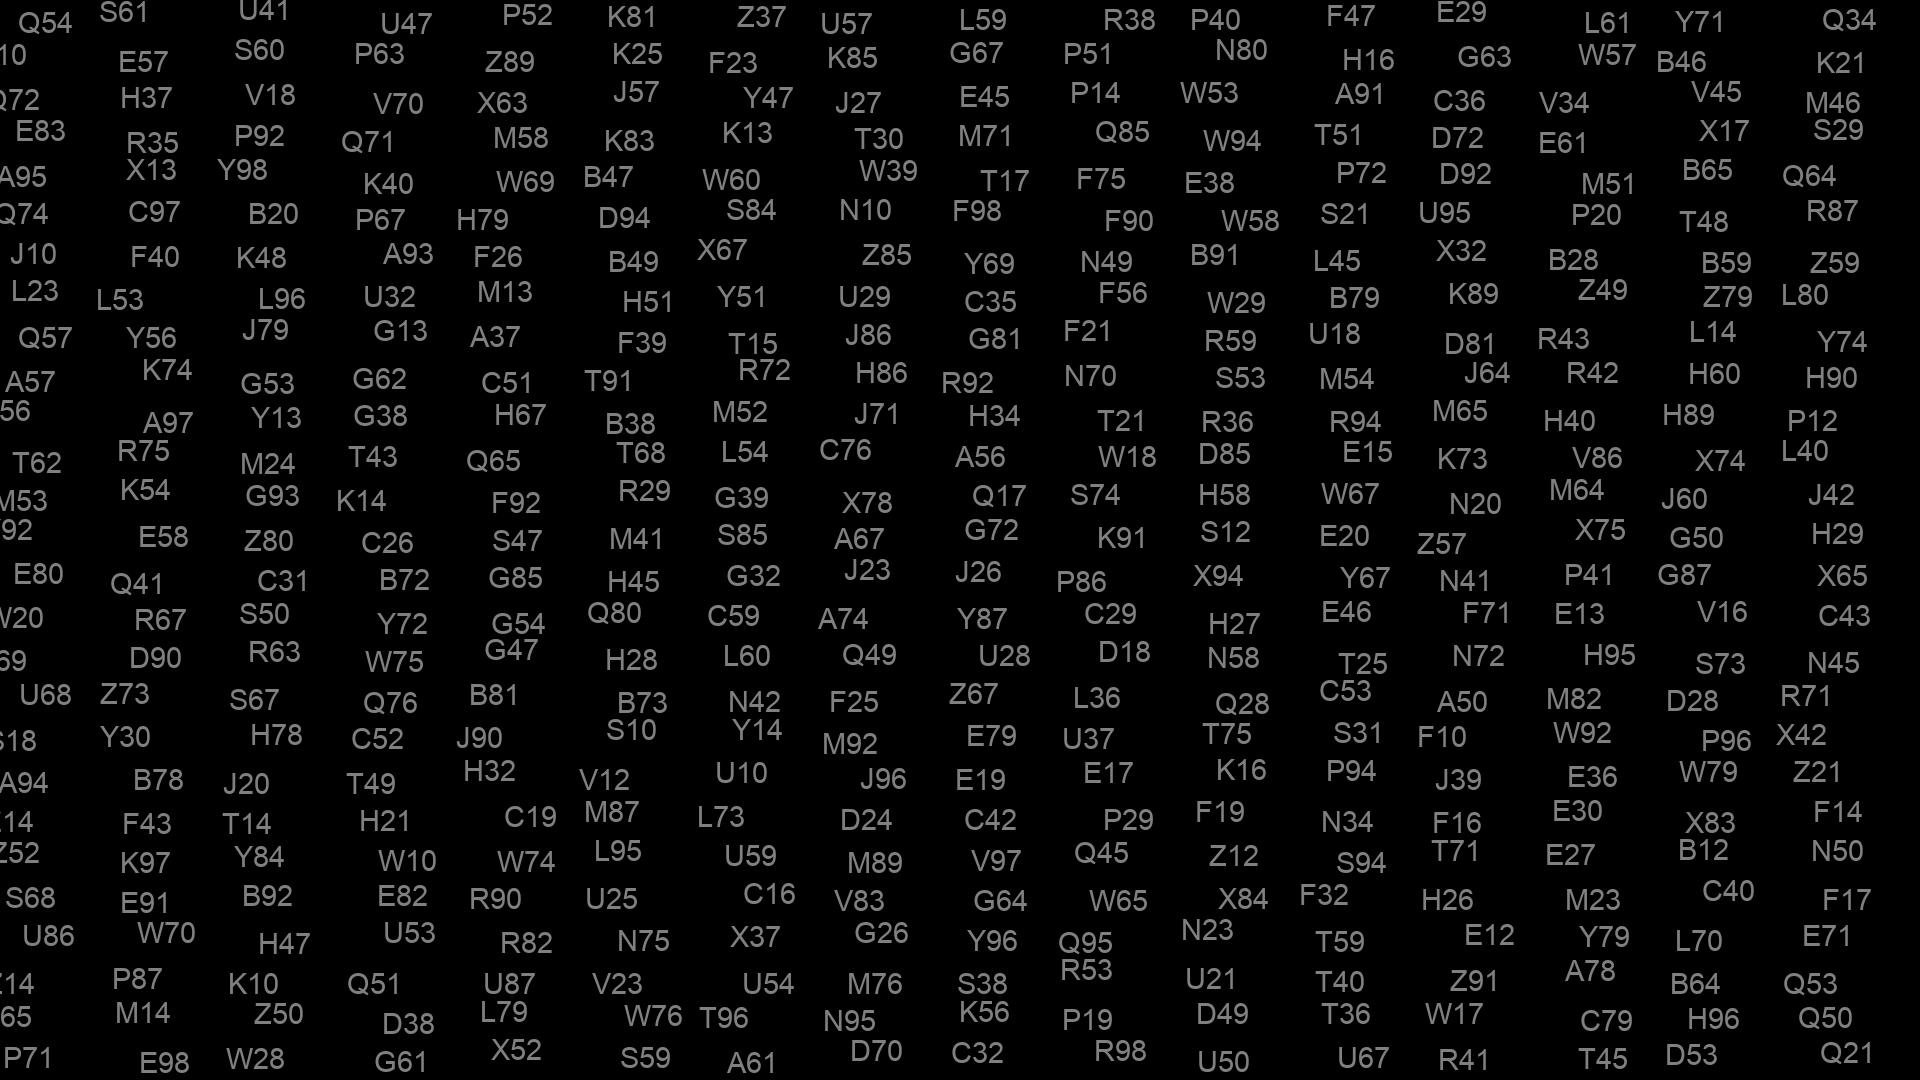 Q54 S61 U41 U47 P52 K81 Z37 U57 L59 R38 P40 F47 E29 L61 Y71 Q34
10 E57 S60 P63 Z89 K25 F23 K85 G67 P51 N80 H16 G63 W57 B46 K21
Q72 H37 V18 V70 X63 J57 Y47 J27 E45 P14 W53 A91 C36 V34 V45 M46
E83 R35 P92 Q71 M58 K83 K13 T30 M71 Q85 W94 T51 D72 E61 X17 S29
A95 X13 Y98 K40 W69 B47 W60 W39 T17 F75 E38 P72 D92 M51 B65 Q64
Q74 C97 B20 P67 H79 D94 S84 N10 F98 F90 W58 S21 U95 P20 T48 R87
J10 F40 K48 A93 F26 B49 X67 Z85 Y69 N49 B91 L45 X32 B28 B59 Z59
L23 L53 L96 U32 M13 H51 Y51 U29 C35 F56 W29 B79 K89 Z49 Z79 L80
Q57 Y56 J79 G13 A37 F39 T15 J86 G81 F21 R59 U18 D81 R43 L14 Y74
A57 K74 G53 G62 C51 T91 R72 H86 R92 N70 S53 M54 J64 R42 H60 H90
56 A97 Y13 G38 H67 B38 M52 J71 H34 T21 R36 R94 M65 H40 H89 P12
T62 R75 M24 T43 Q65 T68 L54 C76 A56 W18 D85 E15 K73 V86 X74 L40
M53 K54 G93 K14 F92 R29 G39 X78 Q17 S74 H58 W67 N20 M64 J60 J42
92 E58 Z80 C26 S47 M41 S85 A67 G72 K91 S12 E20 Z57 X75 G50 H29
E80 Q41 C31 B72 G85 H45 G32 J23 J26 P86 X94 Y67 N41 P41 G87 X65
W20 R67 S50 Y72 G54 Q80 C59 A74 Y87 C29 H27 E46 F71 E13 V16 C43
69 D90 R63 W75 G47 H28 L60 Q49 U28 D18 N58 T25 N72 H95 S73 N45
U68 Z73 S67 Q76 B81 B73 N42 F25 Z67 L36 Q28 C53 A50 M82 D28 R71
S18 Y30 H78 C52 J90 S10 Y14 M92 E79 U37 T75 S31 F10 W92 P96 X42
A94 B78 J20 T49 H32 V12 U10 J96 E19 E17 K16 P94 J39 E36 W79 Z21
14 F43 T14 H21 C19 M87 L73 D24 C42 P29 F19 N34 F16 E30 X83 F14
Z52 K97 Y84 W10 W74 L95 U59 M89 V97 Q45 Z12 S94 T71 E27 B12 N50
S68 E91 B92 E82 R90 U25 C16 V83 G64 W65 X84 F32 H26 M23 C40 F17
U86 W70 H47 U53 R82 N75 X37 G26 Y96 Q95 N23 T59 E12 Y79 L70 E71
14 P87 K10 Q51 U87 V23 U54 M76 S38 R53 U21 T40 Z91 A78 B64 Q53
65 M14 Z50 D38 L79 W76 T96 N95 K56 P19 D49 T36 W17 C79 H96 Q50
P71 E98 W28 G61 X52 S59 A61 D70 C32 R98 U50 U67 R41 T45 D53 Q21